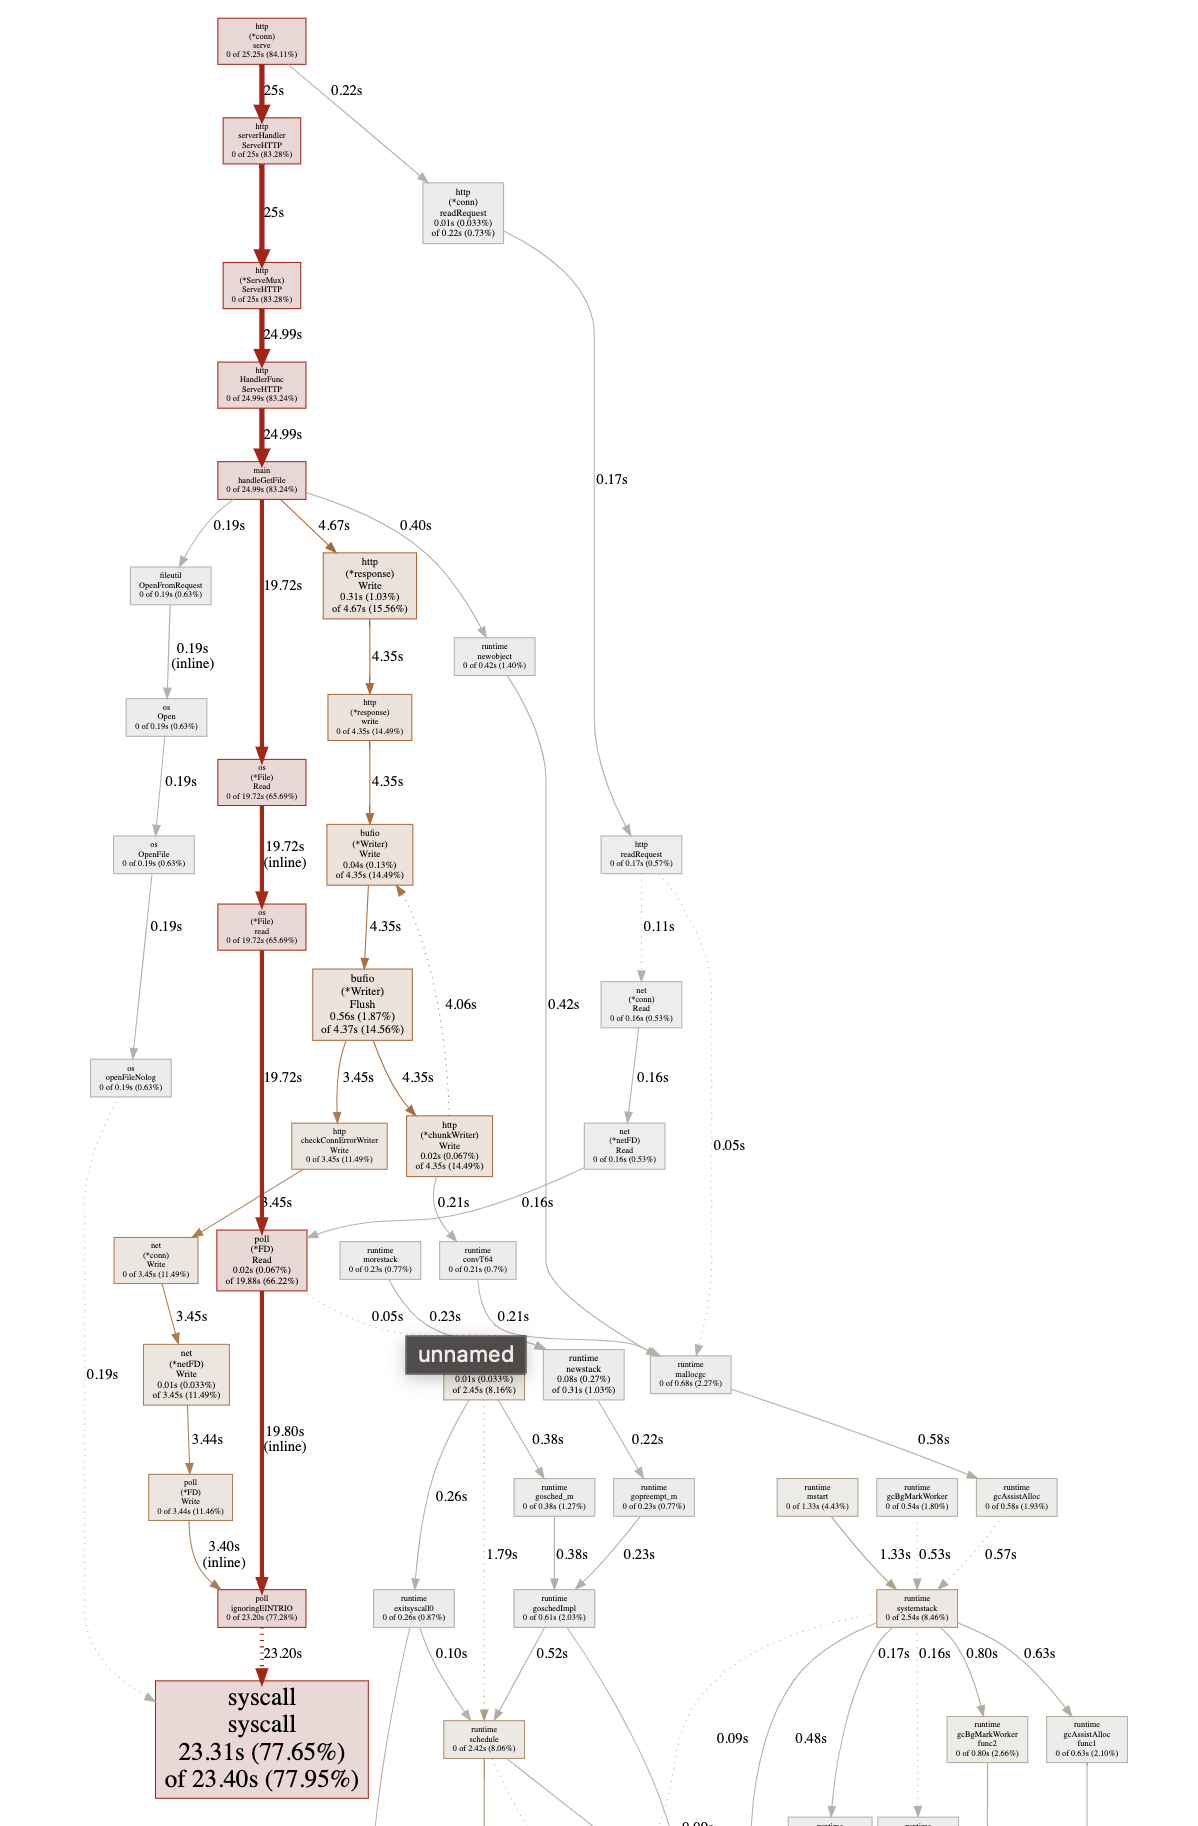 http
(*conn)
serve
0 of 25.25s (84.11%)
25s
0.22s
http
serverHandler
ServeHTTP
0 of 25s (83.28%)
http
(*conn)
readRequest
0.01s (0.033%)
of 0.22s (0.73%)
25s
http
(*ServeMux)
ServeHTTP
0 of 25s (83.28%)
24.99s
http
HandlerFunc
ServeHTTP
0 of 24.99s (83.24%)
24.99s
main
handleGetFile
0 of 24.99s (83.24%)
0.17s
0.19s
4.67s
0.40s
fileutil
OpenFromRequest
0 of 0.19s (0.63%)
19.72s
http
(*response)
Write
0.31s (1.03%)
of 4.67s (15.56%)
0.19s
(inline)
4.35s
runtime
newobject
0 of 0.42s (1.40%)
os
Open
0 of 0.19s (0.63%)
http
(*response)
write
0 of 4.35s (14.49%)
0.19s
os
(*File)
Read
0 of 19.72s (65.69%)
4.35s
os
OpenFile
0 of 0.19s (0.63%)
19.72s
(inline)
bufio
(*Writer)
Write
0.04s (0.13%)
of 4.35s (14.49%)
http
readRequest
0 of 0.17s (0.57%)
0.19s
os
(*File)
read
0 of 19.72s (65.69%)
4.35s
0.11s
bufio
(*Writer)
Flush
0.56s (1.87%)
of 4.37s (14.56%)
4.06s
0.42s
net
(*conn)
Read
0 of 0.16s (0.53%)
os
openFileNolog
0 of 0.19s (0.63%)
19.72s
3.45s
4.35s
0.16s
http
checkConnErrorWriter
Write
0 of 3.45s (11.49%)
http
(*chunkWriter)
Write
0.02s (0.067%)
of 4.35s (14.49%)
net
(*netFD)
Read
0 of 0.16s (0.53%)
0.05s
3.45s
0.21s
0.16s
net
(*conn)
Write
0 of 3.45s (11.49%)
poll
(*FD)
Read
0.02s (0.067%)
of 19.88s (66.22%)
runtime
morestack
0 of 0.23s (0.77%)
runtime
convT64
0 of 0.21s (0.7%)
3.45s
0.05s
0.23s
0.21s
0.19s
net
(*netFD)
Write
0.01s (0.033%)
of 3.45s (11.49%)
unnamed
0.01s (0.033%)
of 2.45s (8.16%)
runtime
newstack
0.08s (0.27%)
of 0.31s (1.03%)
runtime
mallocgc
0 of 0.68s (2.27%)
3.44s
19.80s
(inline)
0.38s
0.22s
0.58s
poll
(*FD)
Write
0 of 3.44s (11.46%)
0.26s
runtime
gosched_m
0 of 0.38s (1.27%)
runtime
gopreempt_m
0 of 0.23s (0.77%)
runtime
mstart
0 of 1.33s (4.43%)
runtime
gcBgMarkWorker
0 of 0.54s (1.80%)
runtime
gcAssistAlloc
0 of 0.58s (1.93%)
3.40s
(inline)
1.79s
0.38s
0.23s
1.33s
0.53s
0.57s
poll
ignoringEINTRIO
0 of 23.20s (77.28%)
runtime
exitsyscall0
0 of 0.26s (0.87%)
runtime
goschedImpl
0 of 0.61s (2.03%)
runtime
systemstack
0 of 2.54s (8.46%)
23.20s
0.10s
0.52s
0.17s
0.16s
0.80s
0.63s
syscall
syscall
23.31s (77.65%)
of 23.40s (77.95%)
runtime
schedule
0 of 2.42s (8.06%)
0.09s
0.48s
runtime
gcBgMarkWorker
func2
0 of 0.80s (2.66%)
runtime
gcAssistAlloc
func1
0 of 0.63s (2.10%)